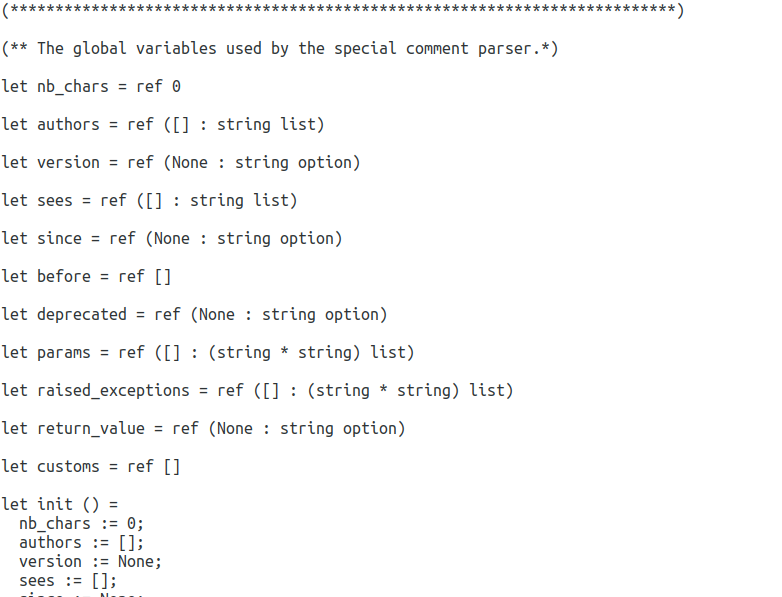 (**************************************************************************)
(** The global variables used by the special comment parser.*)
let nb_chars = ref 0
let authors = ref ([] : string list)
let version = ref (None : string option)
let sees = ref ([] : string list)
let since = ref (None : string option)
let before = ref []
let deprecated = ref (None : string option)
let params = ref ([] : (string * string) list)
let raised_exceptions = ref ([] : (string * string) list)
let return_value = ref (None : string option)
let customs = ref []
let init () =
  nb_chars := 0;
  authors := [];
  version := None;
  sees := [];